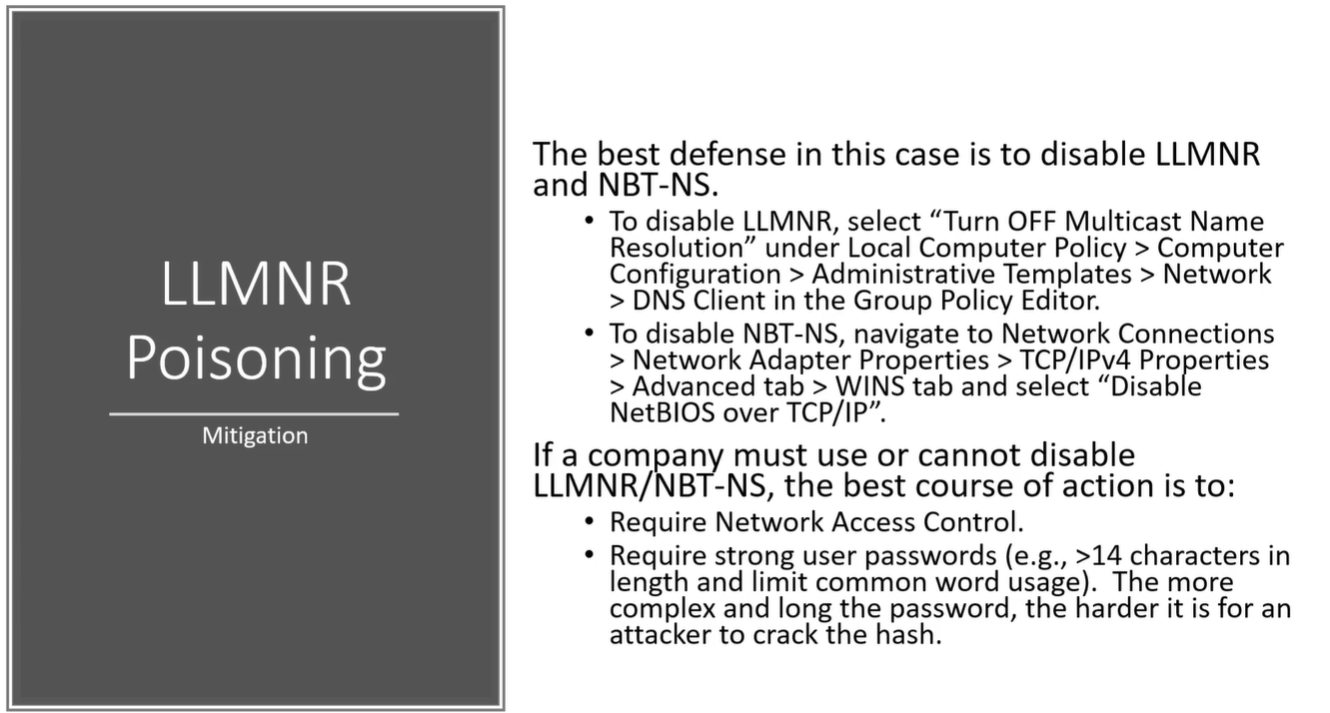 LLMNR
Poisoning
Mitigation
The best defense in this case is to disable LLMNR
and NBT-NS.
• To disable LLMNR, select “Turn OFF Multicast Name
Resolution” under Local Computer Policy > Computer
Configuration > Administrative Templates > Network
> DNS Client in the Group Policy Editor.
• To disable NBT-NS, navigate to Network Connections
> Network Adapter Properties > TCP/IPv4 Properties
> Advanced tab > WINS tab and select “Disable
NetBIOS over TCP/IP”.
If a company must use or cannot disable
LLMNR/NBT-NS, the best course of action is to:
• Require Network Access Control.
• Require strong user passwords (e.g., >14 characters in
length and limit common word usage).  The more
complex and long the password, the harder it is for an
attacker to crack the hash.